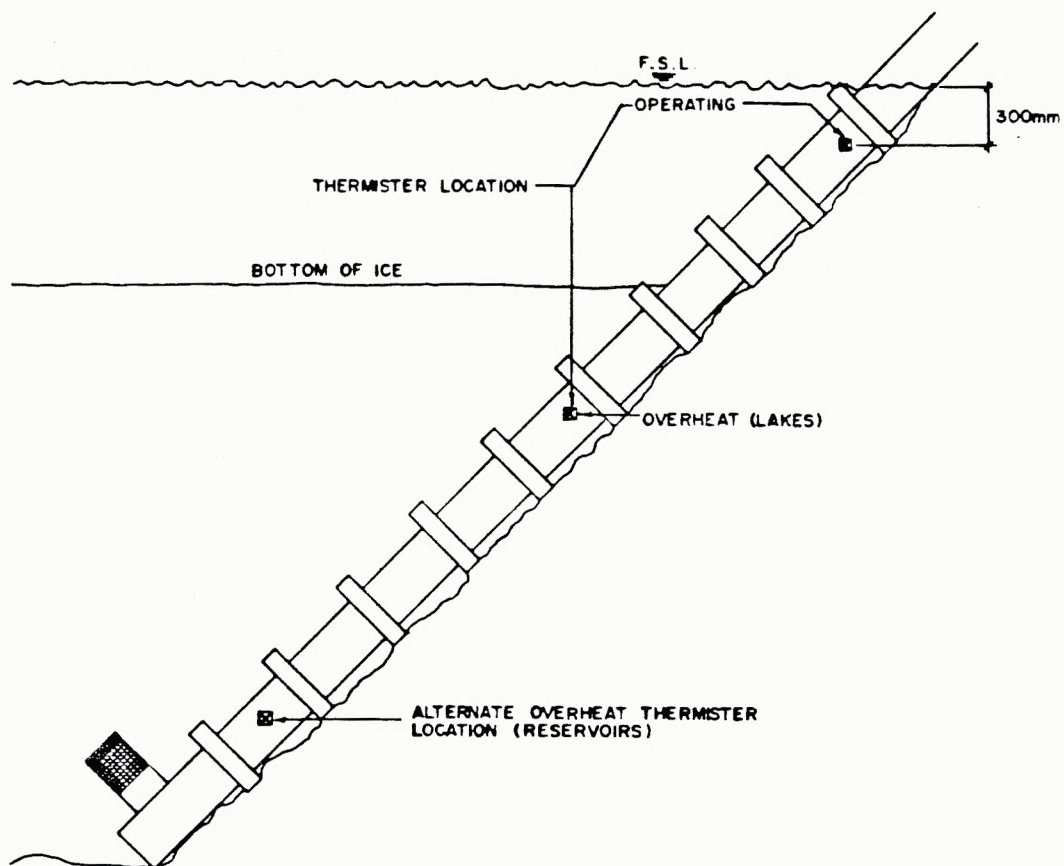 F.S.L.
OPERATING
300mm
THERMISTER LOCATION
BOTTOM OF ICE
OVERHEAT (LAKES)
ALTERNATE OVERHEAT THERMISTER
LOCATION (RESERVOIRS)